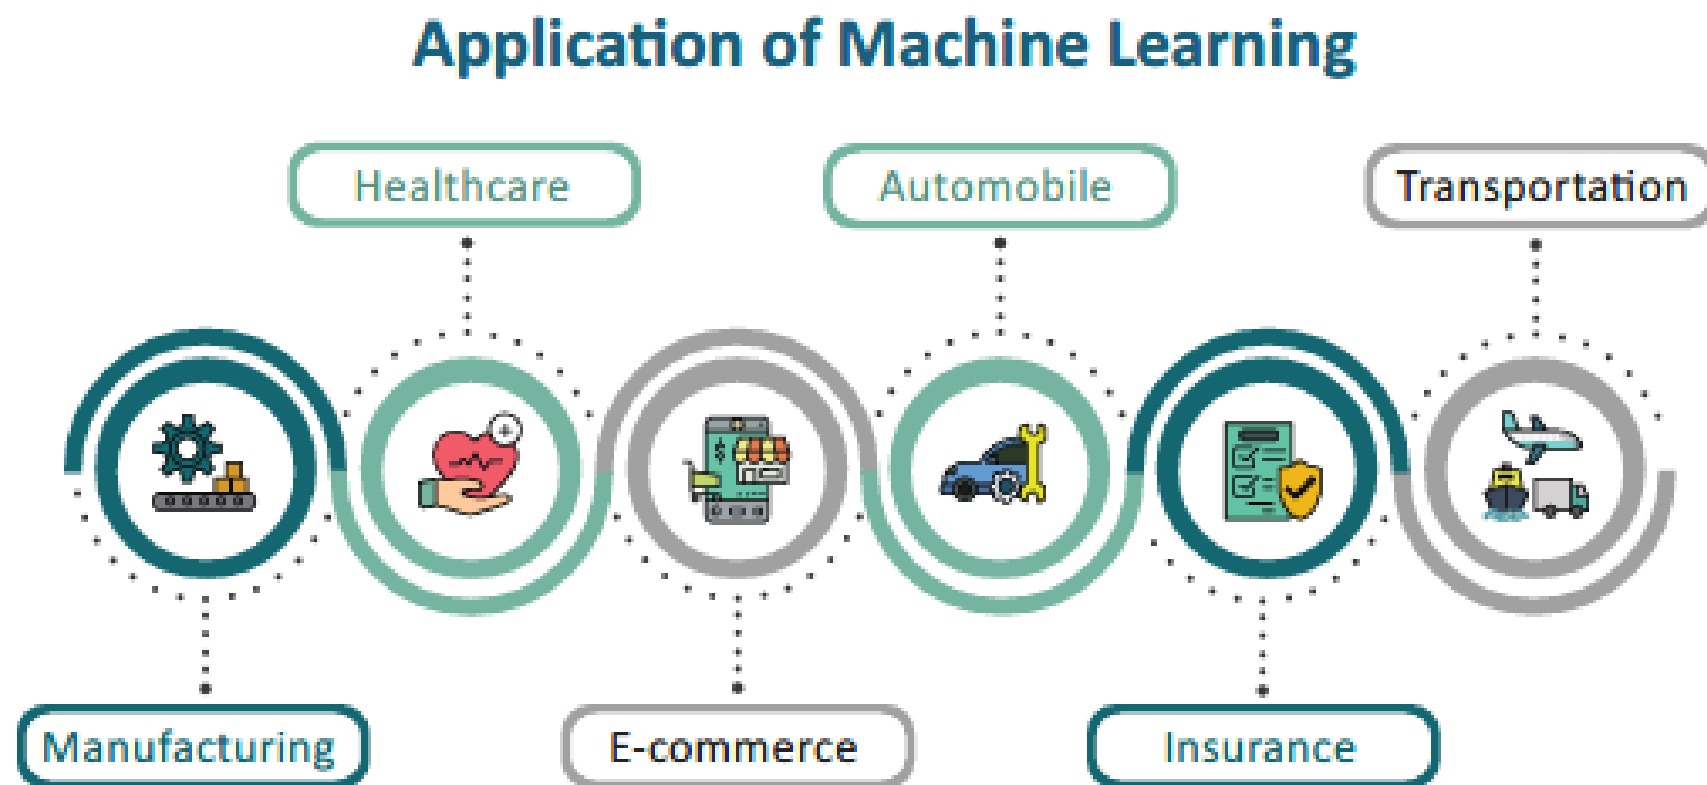 Application of Machine Learning
Healthcare
Automobile
Transportation
$
Manufacturing
E-commerce
Insurance